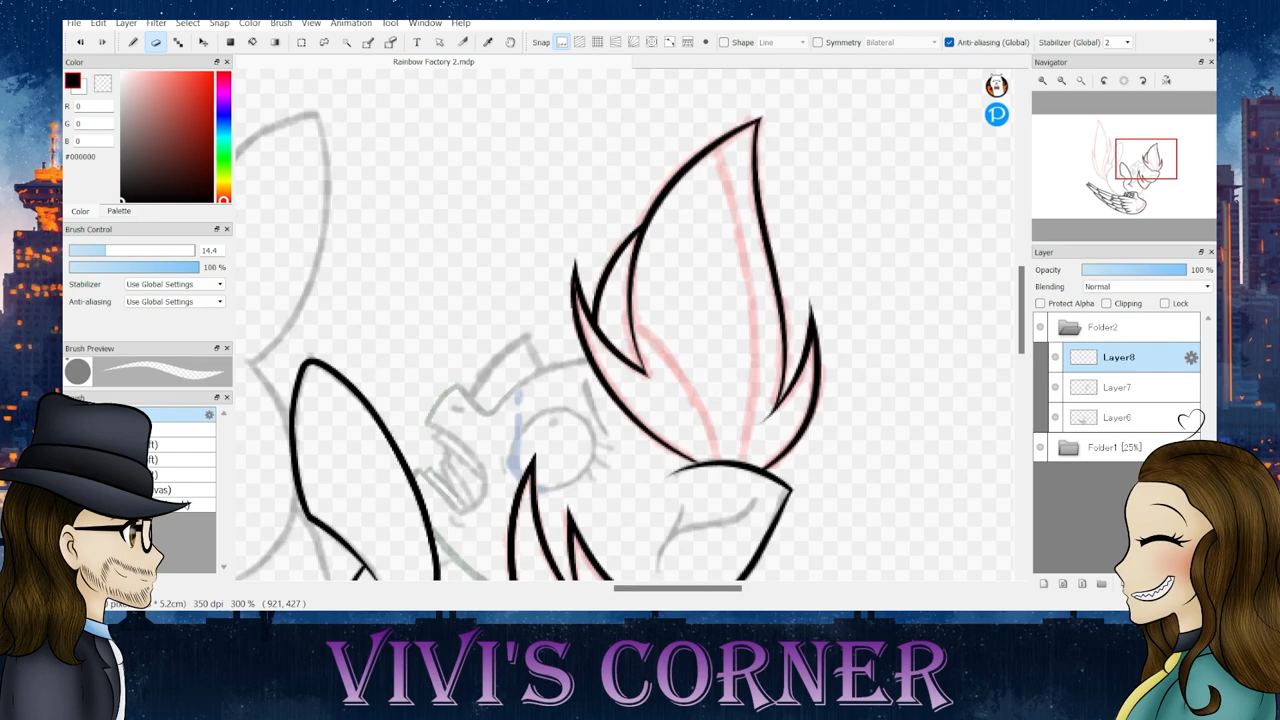 File Edit Layer Filter Select Snap Color Brush View Animation Tool Window Help
Snap Shape Line Symmetry Bilateral Anti-aliasing (Global) Stabilizer (Global) 2 »
Color
Rainbow Factory 2.mdp
Navigator
R 0
G 0
B 0
#000000
Color Palette
Brush Control
14.4
100 %
Stabilizer Use Global Settings
Anti-aliasing Use Global Settings
Brush Preview
Layer
Opacity 100 %
Blending Normal
Protect Alpha Clipping Lock
Folder2
Layer8
Layer7
Layer6
Folder1 [25%]
* 5.2cm) 350 dpi 300 % ( 921, 427 )
VIVI'S CORNER